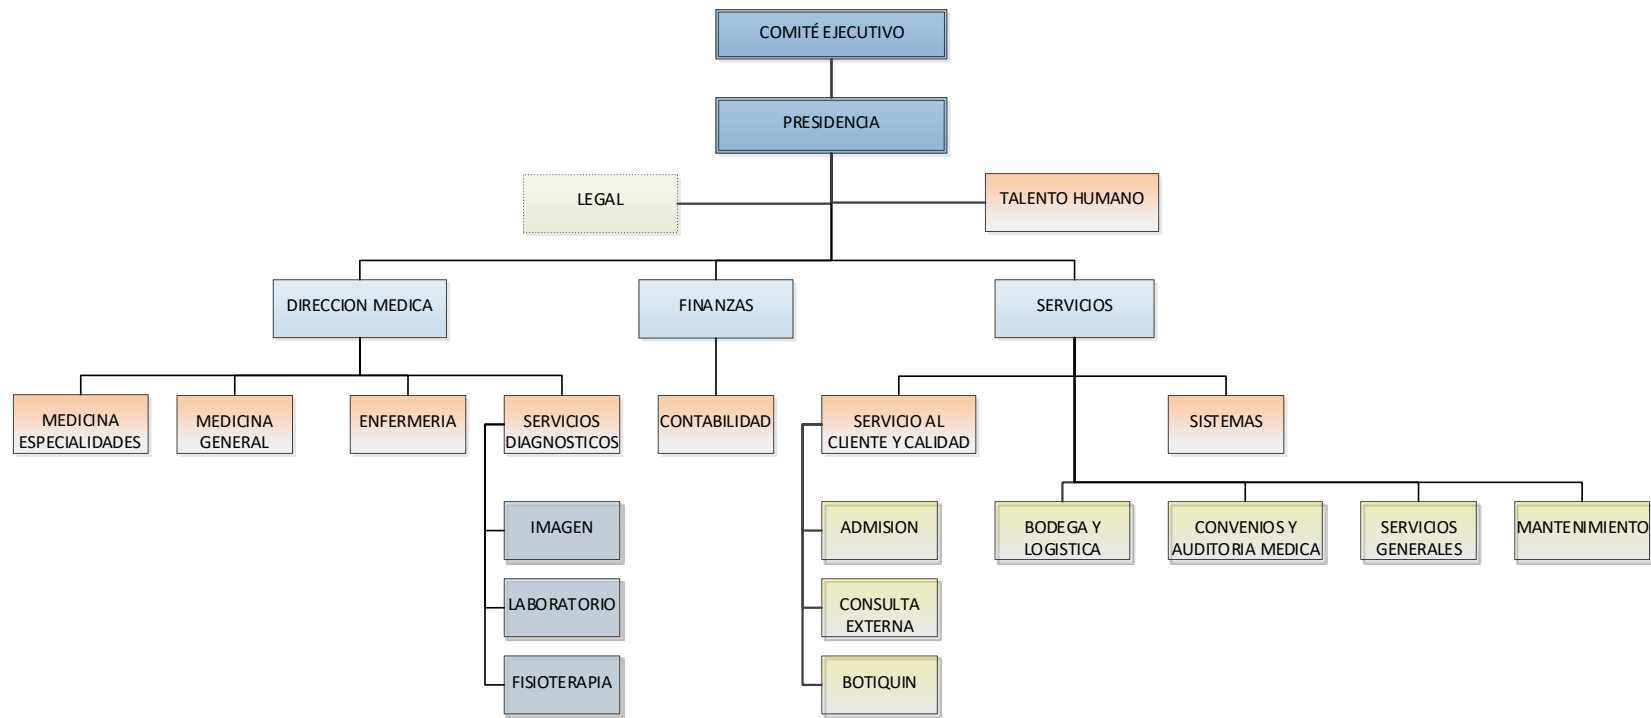 COMITÉ EJECUTIVO
PRESIDENCIA
LEGAL
TALENTO HUMANO
DIRECCION MEDICA
FINANZAS
SERVICIOS
MEDICINA
ESPECIALIDADES
MEDICINA
GENERAL
ENFERMERIA
SERVICIOS
DIAGNOSTICOS
CONTABILIDAD
SERVICIO AL
CLIENTE Y CALIDAD
SISTEMAS
IMAGEN
ADMISION
BODEGA Y
LOGISTICA
CONVENIOS Y
AUDITORIA MEDICA
SERVICIOS
GENERALES
MANTENIMIENTO
LABORATORIO
CONSULTA
EXTERNA
FISIOTERAPIA
BOTIQUIN